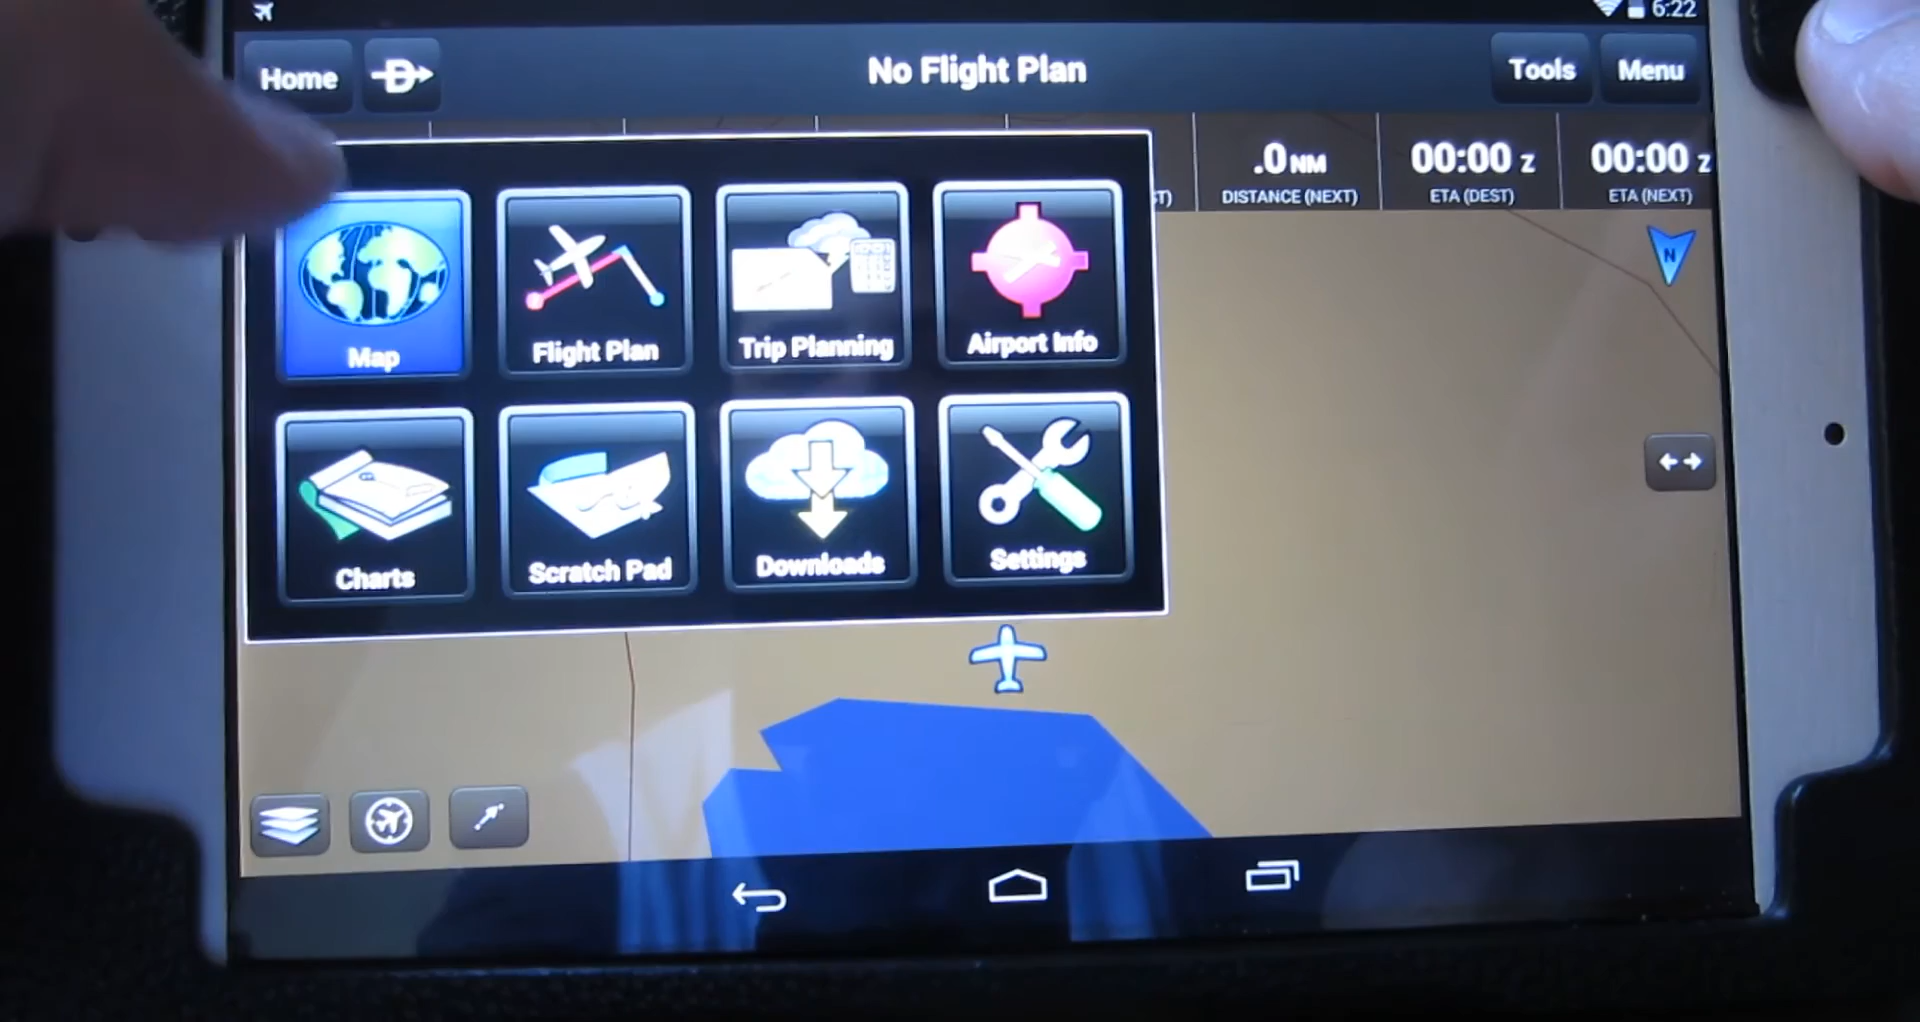 6:22
Home
No Flight Plan
Tools
Menu
.0 NM
00:00 Z
00:00 Z
DISTANCE (NEXT)
ETA (DEST)
ETA (NEXT)
N
Map
Flight Plan
Trip Planning
Airport Info
Charts
Scratch Pad
Downloads
Settings